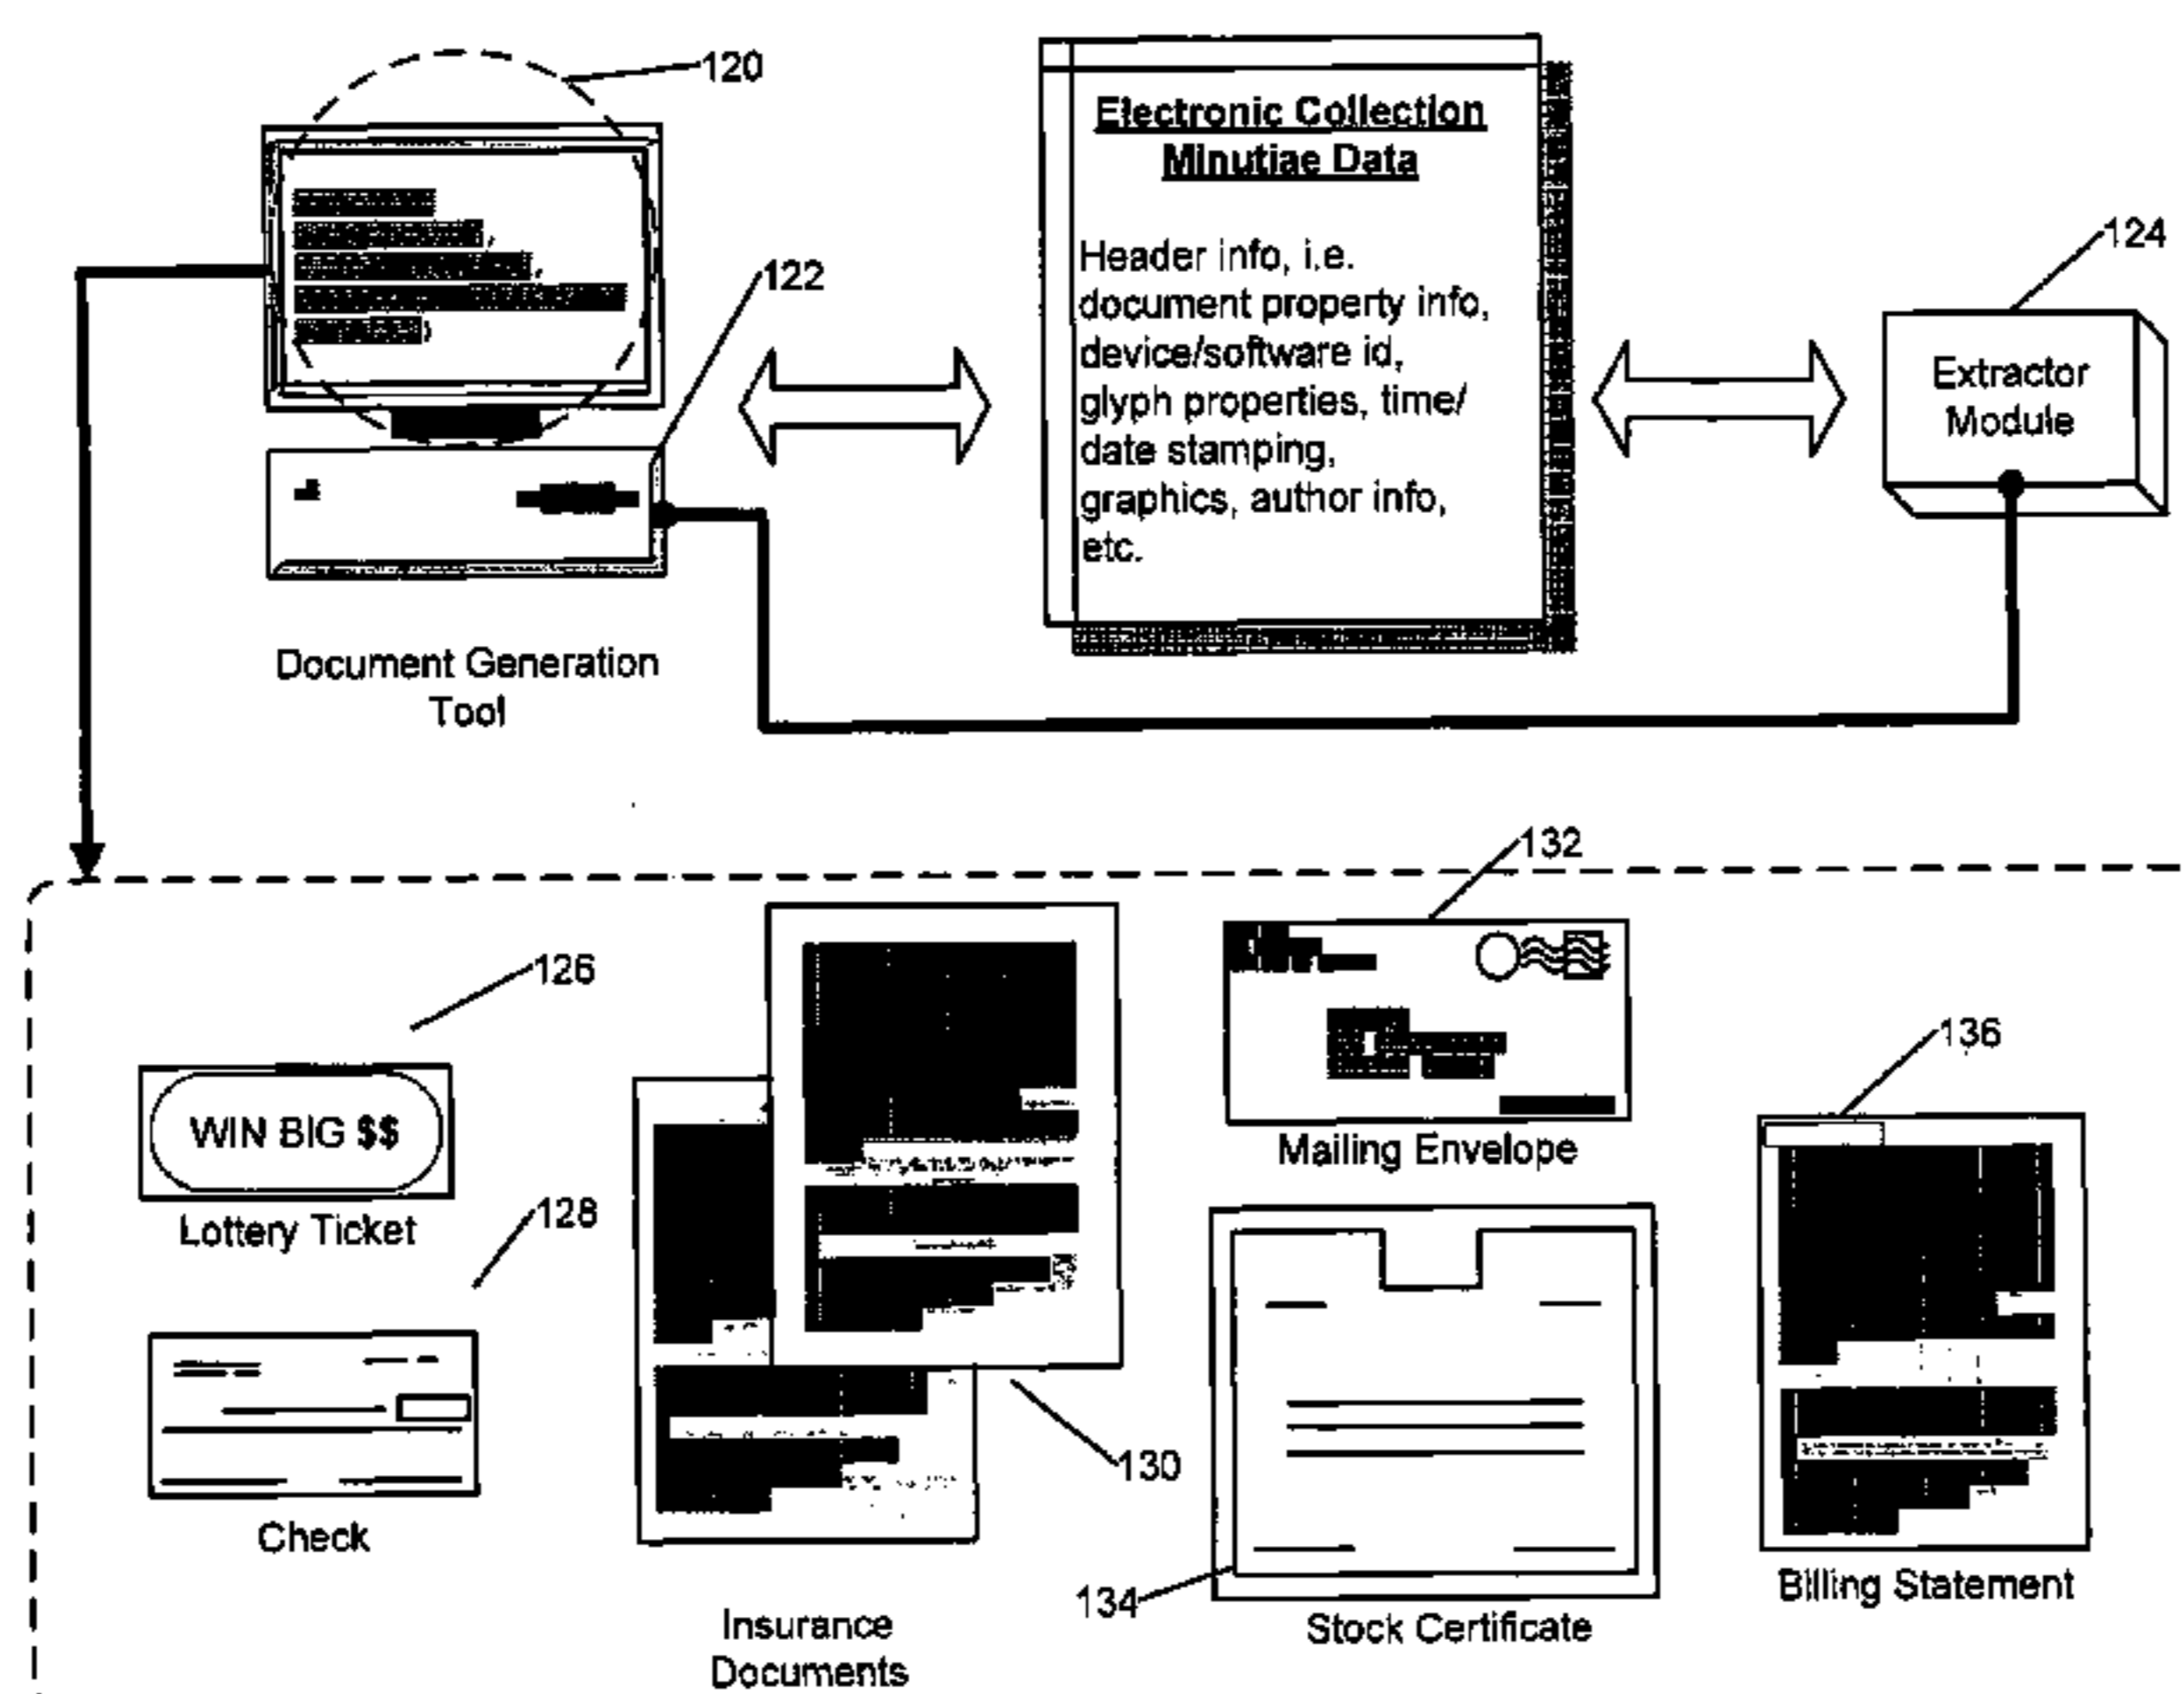 120
Electronic Collection
Minutiae Data
Header info, i.e.
document property info,
device/software id,
glyph properties, time/
date stamping,
graphics, author info,
etc.
122
124
Extractor
Module
Document Generation
Tool
126
WIN BIG $$
Lottery Ticket
128
Check
130
Insurance
Documents
132
Mailing Envelope
134
Stock Certificate
136
Billing Statement